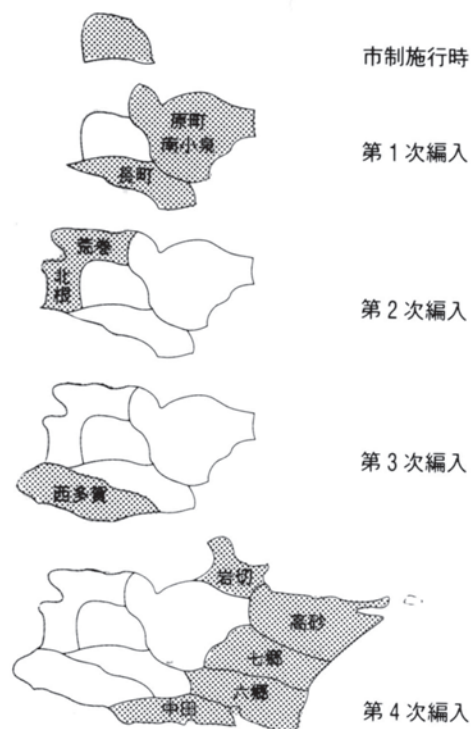 市制施行時
原町
南小泉
長町
第1次編入
荒巻
北根
第2次編入
西多賀
第3次編入
岩切
高砂
七郷
六郷
中田
第4次編入